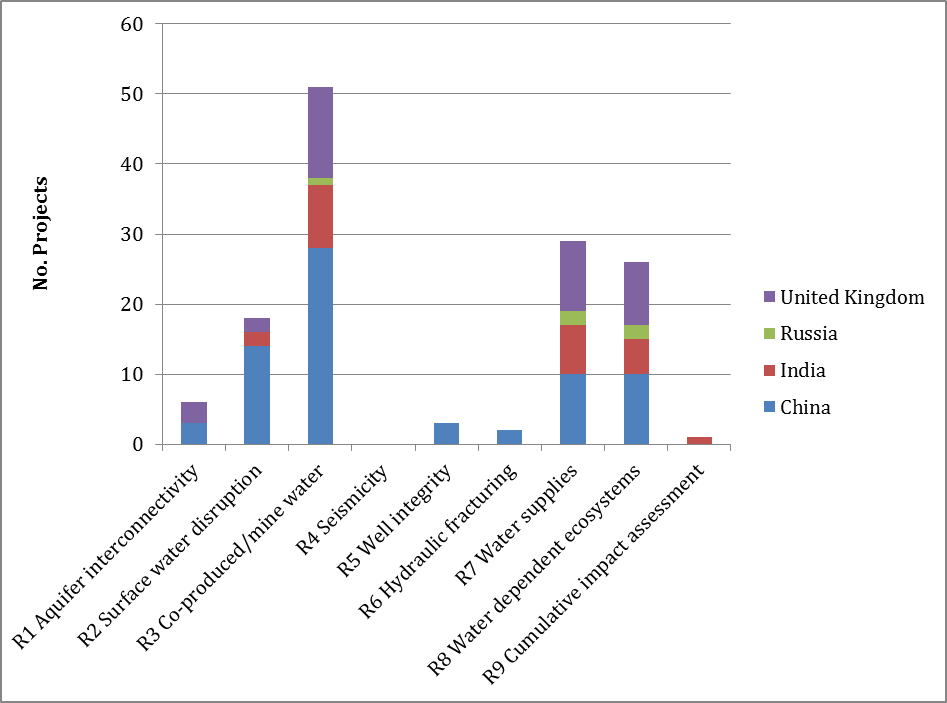 60
50
40
30
20
10
0
No. Projects
R1 Aquifer interconnectivity
R2 Surface water disruption
R3 Co-produced/mine water
R4 Seismicity
R5 Well integrity
R6 Hydraulic fracturing
R7 Water supplies
R8 Water dependent ecosystems
R9 Cumulative impact assessment
United Kingdom
Russia
India
China